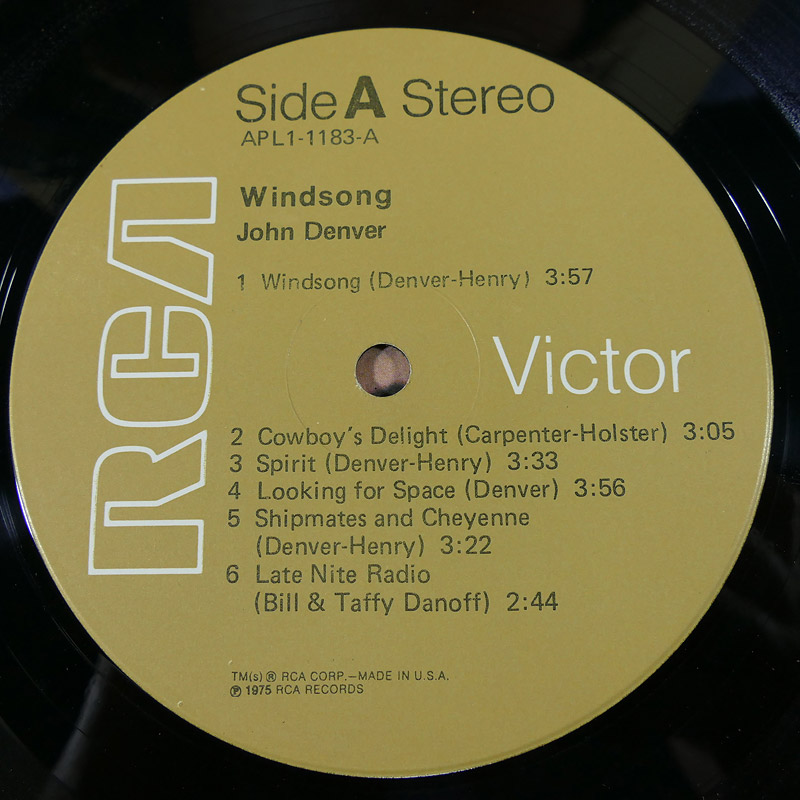 Side A Stereo
APL1-1183-A
Windsong
John Denver
1 Windsong (Denver-Henry) 3:57
RCA
Victor
2 Cowboy's Delight (Carpenter-Holster) 3:05
3 Spirit (Denver-Henry) 3:33
4 Looking for Space (Denver) 3:56
5 Shipmates and Cheyenne
(Denver-Henry) 3:22
6 Late Nite Radio
(Bill & Taffy Danoff) 2:44
TM(s) ® RCA CORP.–MADE IN U.S.A.
℗ 1975 RCA RECORDS